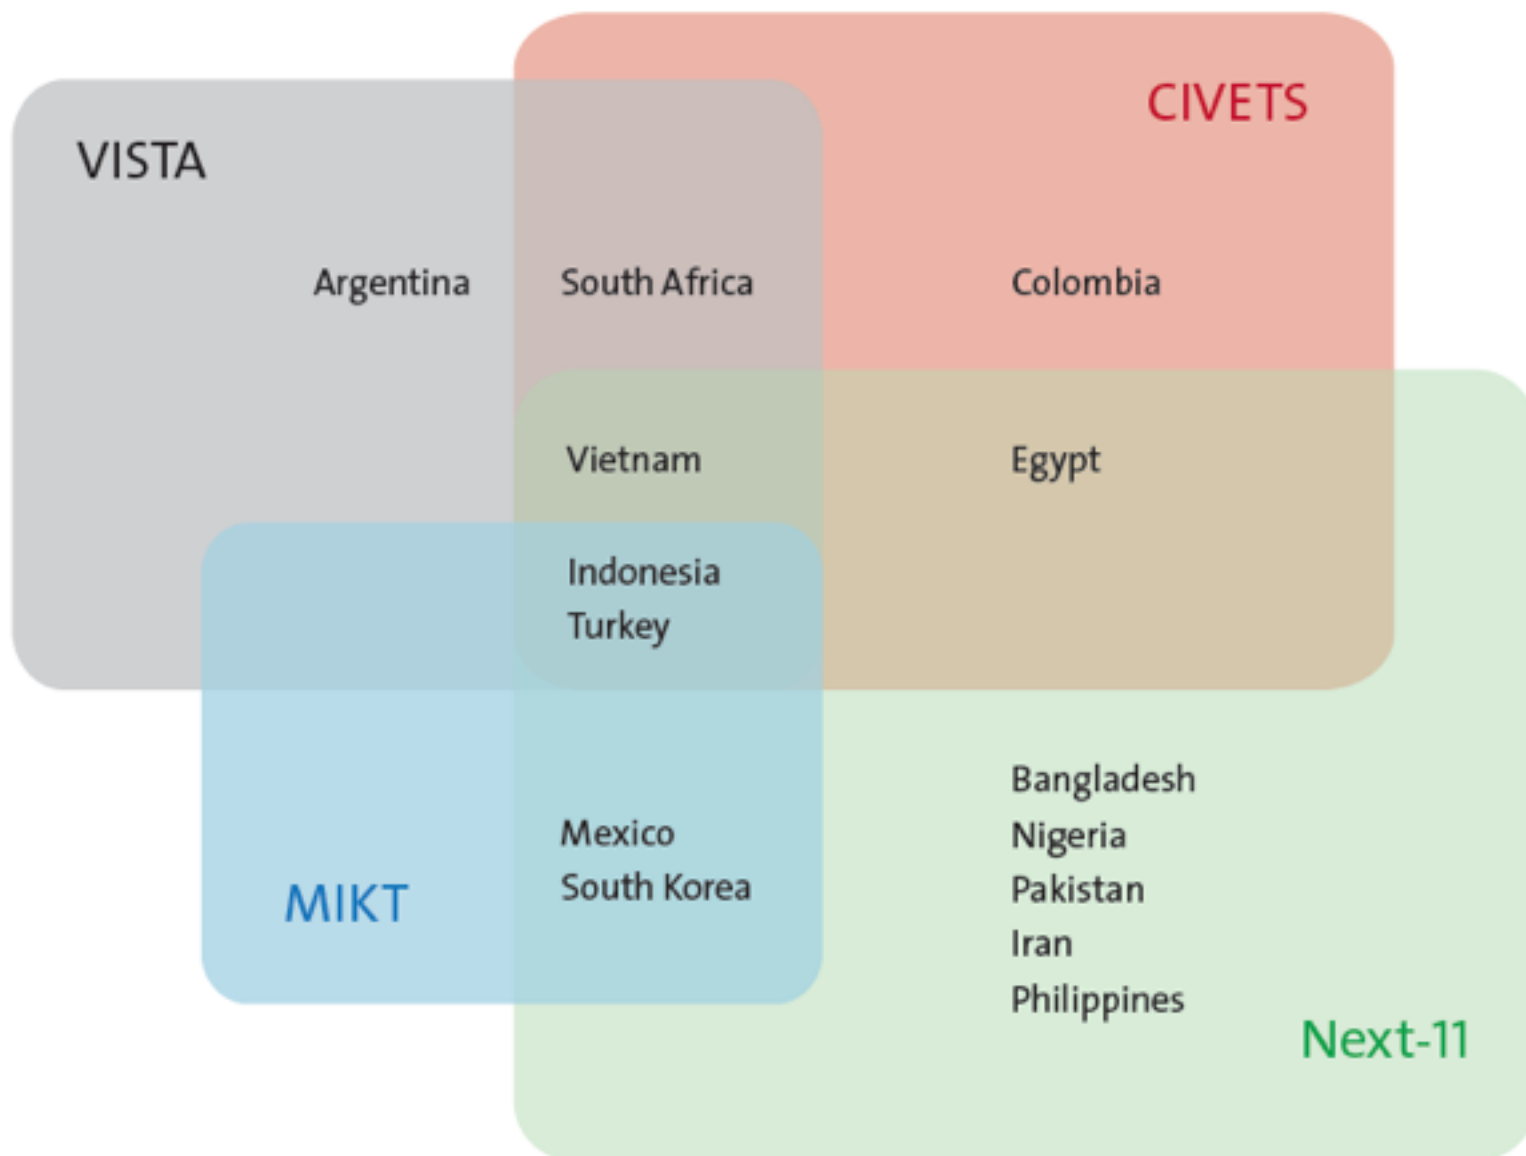 CIVETS
VISTA
Argentina
South Africa
Colombia
Vietnam
Egypt
Indonesia
Turkey
Bangladesh
Mexico
Nigeria
South Korea
Pakistan
MIKT
Iran
Philippines
Next-11